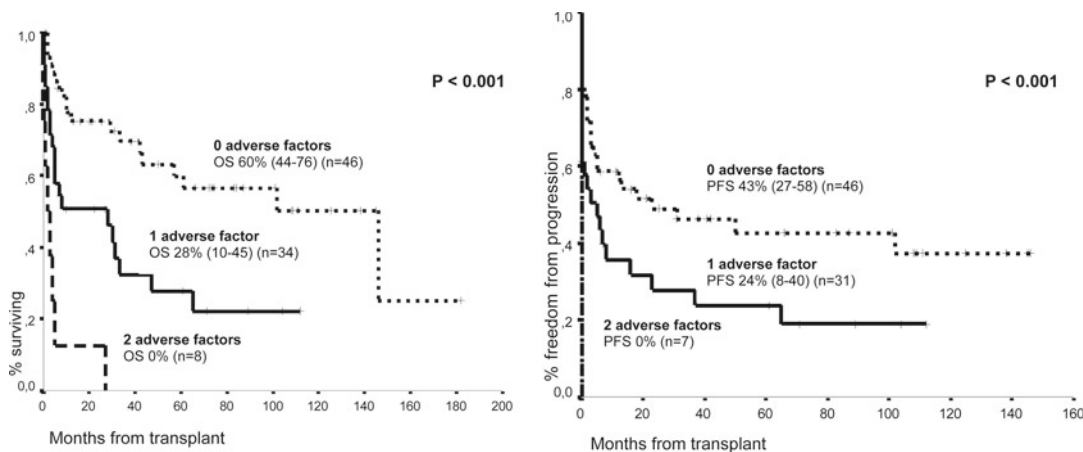 1,0
,8
,6
,4
,2
0,0
% surviving
P < 0.001
0 adverse factors
OS 60% (44-76) (n=46)
1 adverse factor
OS 28% (10-45) (n=34)
2 adverse factors
OS 0% (n=8)
0 20 40 60 80 100 120 140 160 180 200
Months from transplant
1,0
,8
,6
,4
,2
0,0
% freedom from progression
P < 0.001
0 adverse factors
PFS 43% (27-58) (n=46)
1 adverse factor
PFS 24% (8-40) (n=31)
2 adverse factors
PFS 0% (n=7)
0 20 40 60 80 100 120 140 160
Months from transplant